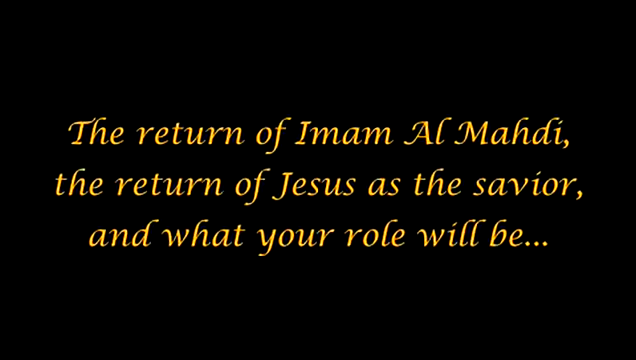 The return of Imam Al Mahdi,
the return of Jesus as the savior,
and what your role will be...